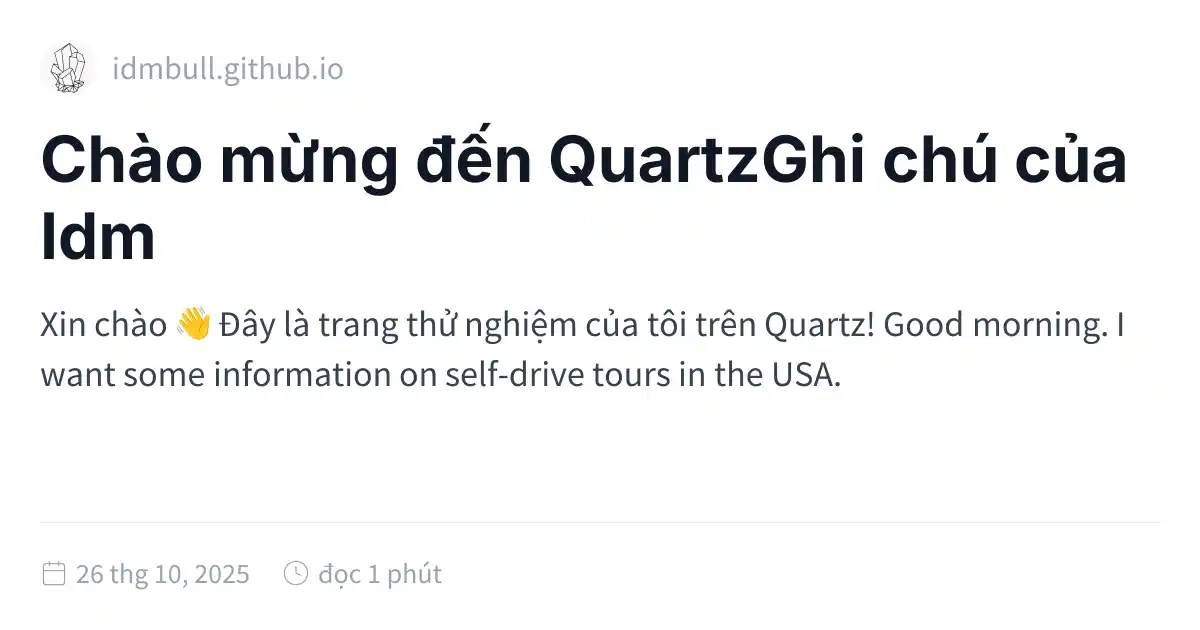 idmbull.github.io
Chào mừng đến QuartzGhi chú của
Idm
Xin chào 👋 Đây là trang thử nghiệm của tôi trên Quartz! Good morning. I
want some information on self-drive tours in the USA.
26 thg 10, 2025 đọc 1 phút